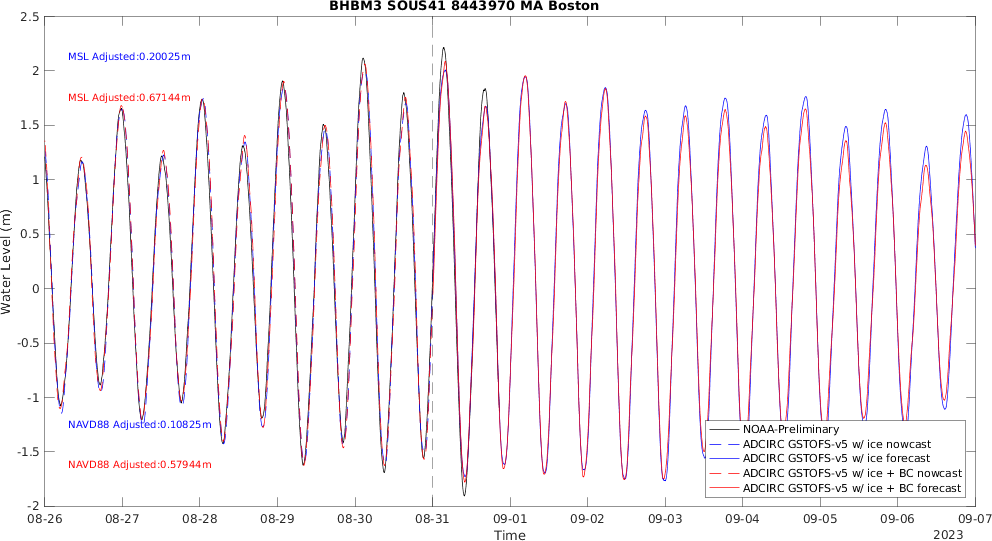 BHBM3 SOUS41 8443970 MA Boston
2.5
2
1.5
1
0.5
0
-0.5
-1
-1.5
-2
Water Level (m)
MSL Adjusted:0.20025m
MSL Adjusted:0.67144m
NAVD88 Adjusted:0.10825m
NAVD88 Adjusted:0.57944m
NOAA-Preliminary
ADCIRC GSTOFS-v5 w/ ice nowcast
ADCIRC GSTOFS-v5 w/ ice forecast
ADCIRC GSTOFS-v5 w/ ice + BC nowcast
ADCIRC GSTOFS-v5 w/ ice + BC forecast
08-26 08-27 08-28 08-29 08-30 08-31 09-01 09-02 09-03 09-04 09-05 09-06 09-07
Time
2023